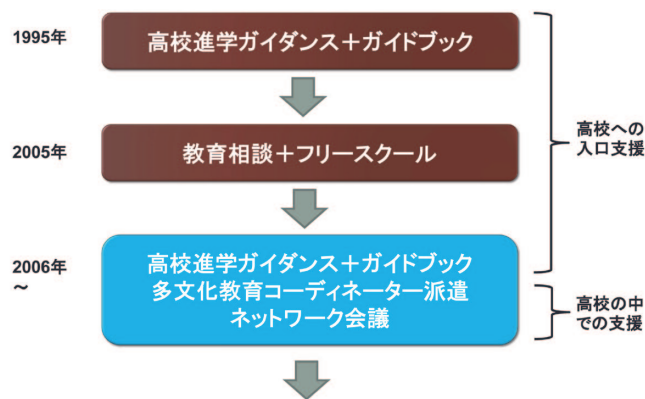 1995年
高校進学ガイダンス＋ガイドブック
2005年
教育相談＋フリースクール
高校への
入口支援
2006年
～
高校進学ガイダンス＋ガイドブック
多文化教育コーディネーター派遣
ネットワーク会議
高校の中
での支援